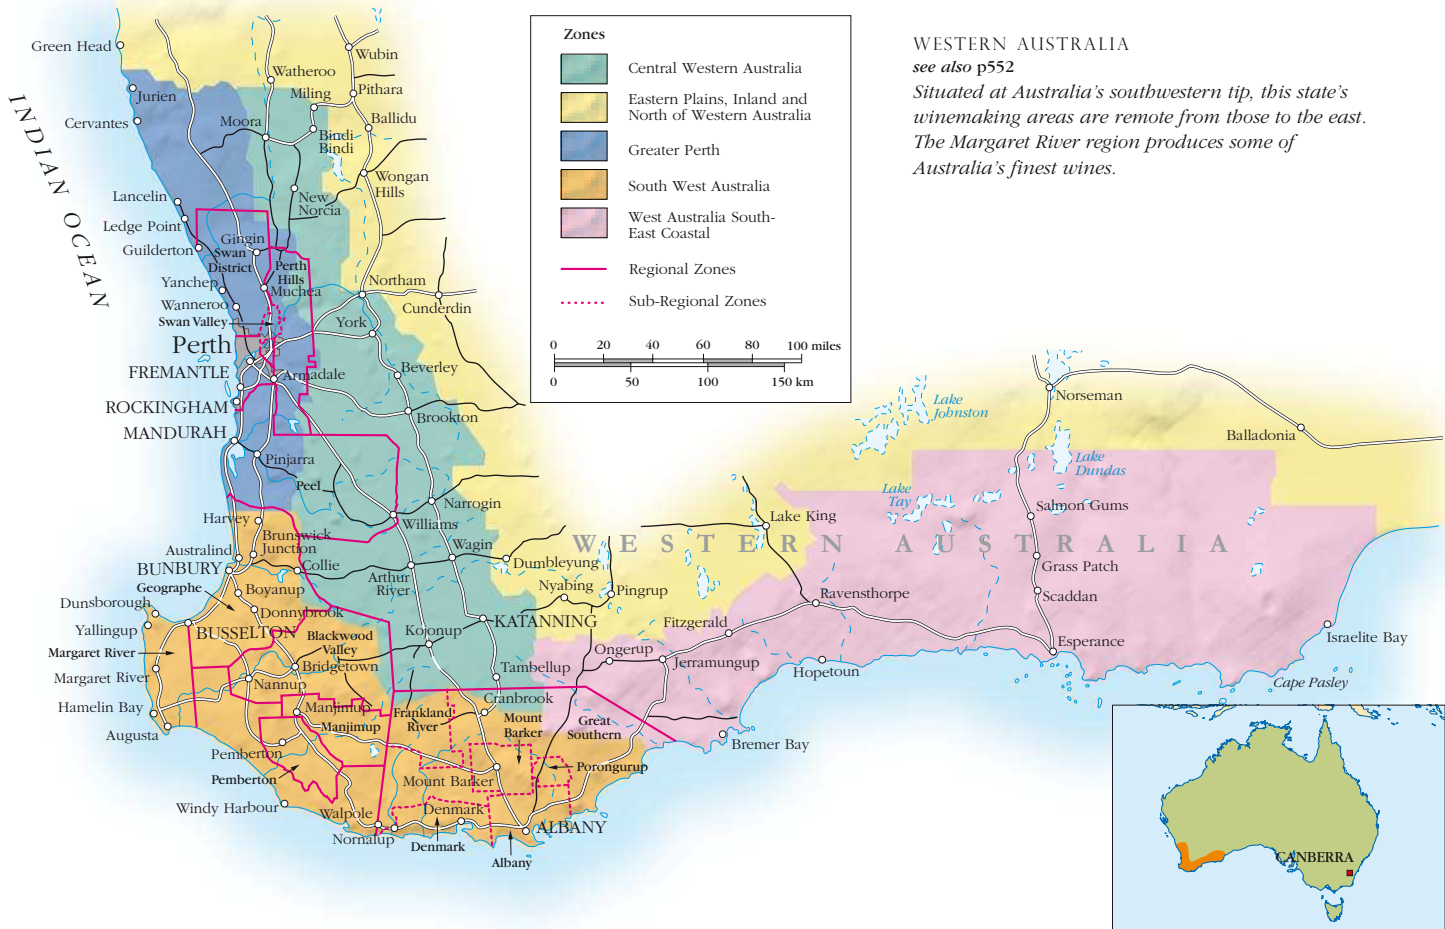 WESTERN AUSTRALIA
see also p552
Situated at Australia's southwestern tip, this state's
winemaking areas are remote from those to the east.
The Margaret River region produces some of
Australia's finest wines.
Zones
Central Western Australia
Eastern Plains, Inland and
North of Western Australia
Greater Perth
South West Australia
West Australia South-
East Coastal
Regional Zones
Sub-Regional Zones
0 20 40 60 80 100 miles
0 50 100 150 km
INDIAN OCEAN
WESTERN AUSTRALIA
Green Head
Wubin
Watheroo
Jurien
Miling
Pithara
Cervantes
Moora
Ballidu
Bindi
Bindi
Wongan
Hills
Lancelin
New
Norcia
Ledge Point
Guilderton
Gingin
Swan
District
Perth
Hills
Yanchep
Muchea
Northam
Wanneroo
Cunderdin
Swan Valley
York
Perth
FREMANTLE
Armadale
Beverley
ROCKINGHAM
Brookton
MANDURAH
Pinjarra
Peel
Narrogin
Harvey
Williams
Brunswick
Junction
Australind
BUNBURY
Collie
Wagin
Dumbleyung
Arthur
River
Geographe
Boyanup
Nyabing
Pingrup
Dunsborough
Donnybrook
Yallingup
BUSSELTON
Kojonup
KATANNING
Blackwood
Valley
Margaret River
Bridgetown
Margaret River
Nannup
Tambellup
Ongerup
Jerramungup
Fitzgerald
Hamelin Bay
Manjimup
Manjimup
Frankland
River
Cranbrook
Mount
Barker
Great
Southern
Augusta
Pemberton
Pemberton
Mount Barker
Porongurup
Bremer Bay
Windy Harbour
Walpole
Denmark
Nornalup
Denmark
ALBANY
Albany
Lake
Johnston
Norseman
Balladonia
Lake
Dundas
Lake
Tay
Salmon Gums
Lake King
Grass Patch
Scaddan
Ravensthorpe
Esperance
Israelite Bay
Hopetoun
Cape Pasley
CANBERRA